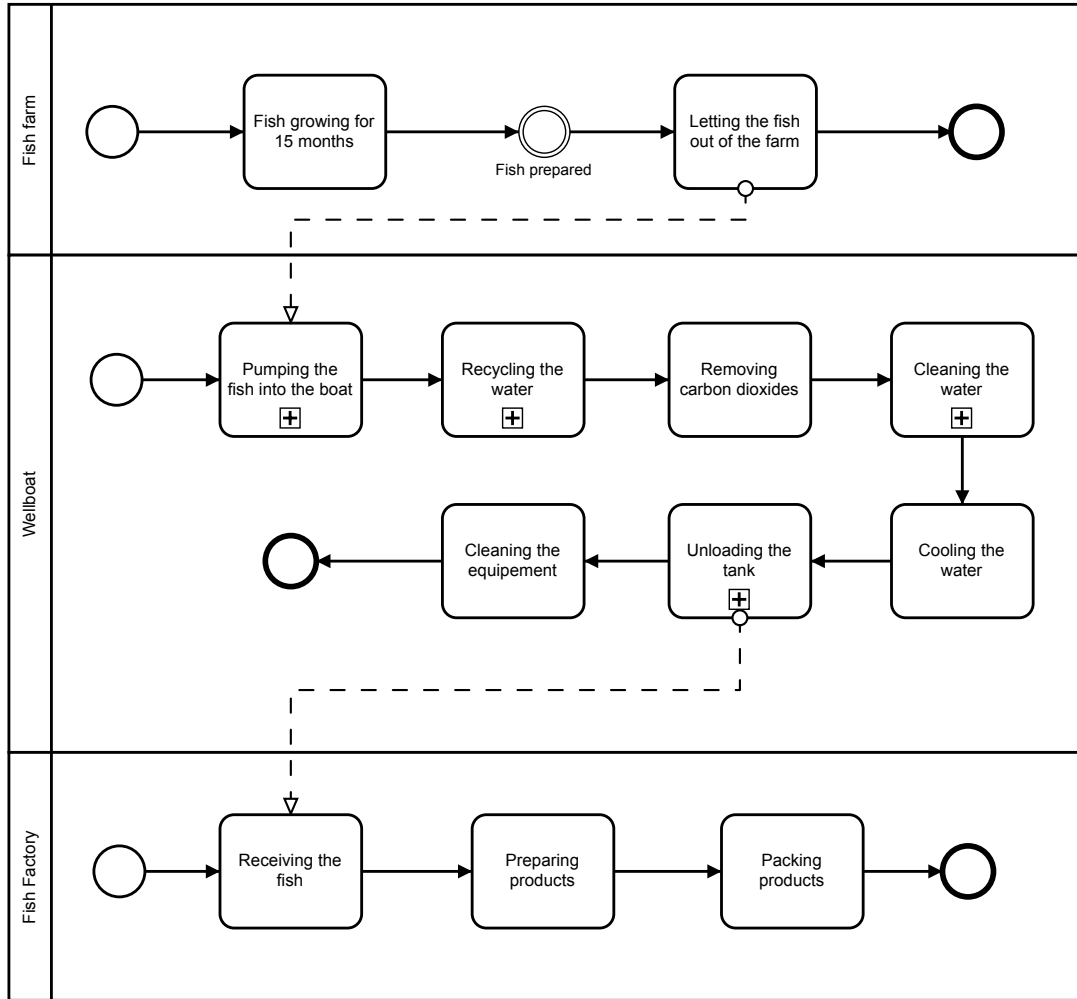 Fish farm
Fish growing for
15 months
Fish prepared
Letting the fish
out of the farm
Wellboat
Pumping the
fish into the boat
Recycling the
water
Removing
carbon dioxides
Cleaning the
water
Cleaning the
equipement
Unloading the
tank
Cooling the
water
Fish Factory
Receiving the
fish
Preparing
products
Packing
products